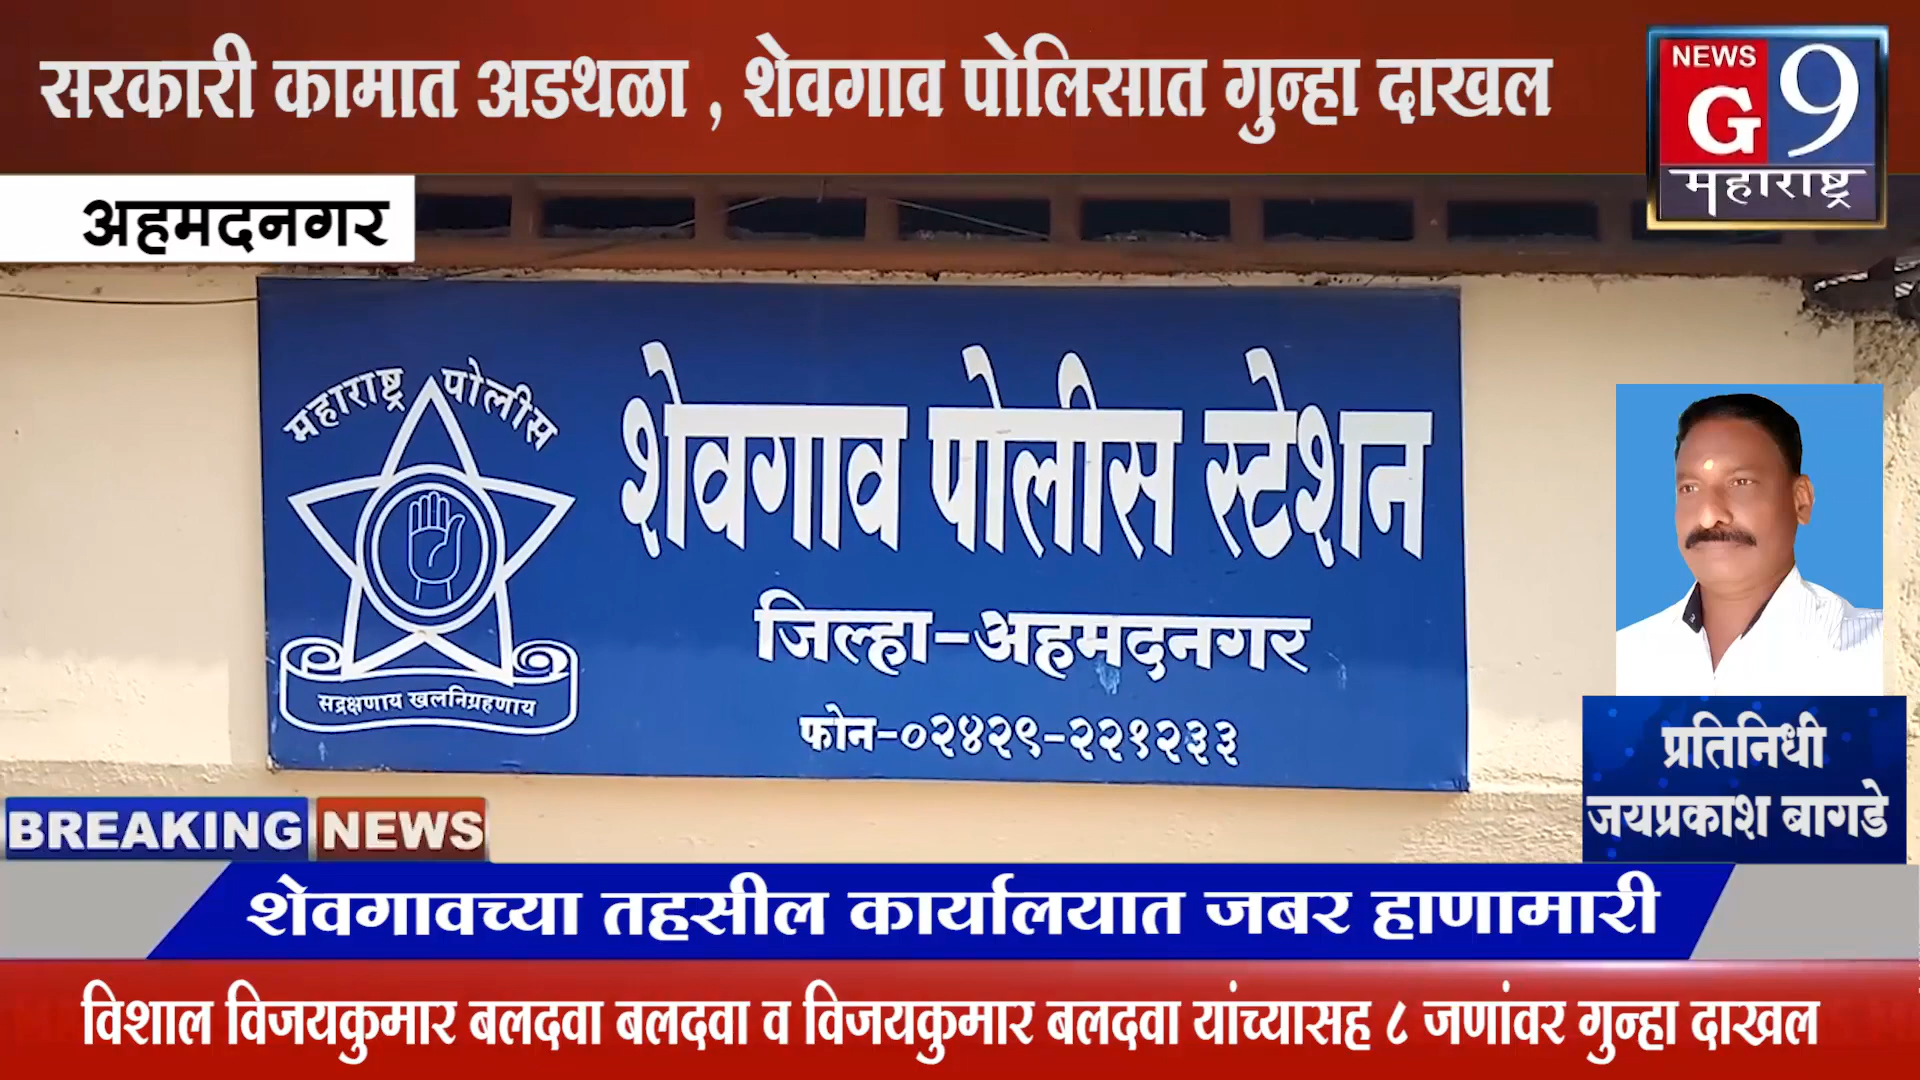 सरकारी कामात अडथळा , शेवगाव पोलिसात गुन्हा दाखल
NEWS
G 9
महाराष्ट्र
अहमदनगर
महाराष्ट्र पोलीस
सद्रक्षणाय खलनिग्रहणाय
शेवगाव पोलीस स्टेशन
जिल्हा-अहमदनगर
फोन-०२४२९-२२१२३३
प्रतिनिधी
जयप्रकाश बागडे
BREAKING NEWS
शेवगावच्या तहसील कार्यालयात जबर हाणामारी
विशाल विजयकुमार बलदवा बलदवा व विजयकुमार बलदवा यांच्यासह ८ जणांवर गुन्हा दाखल